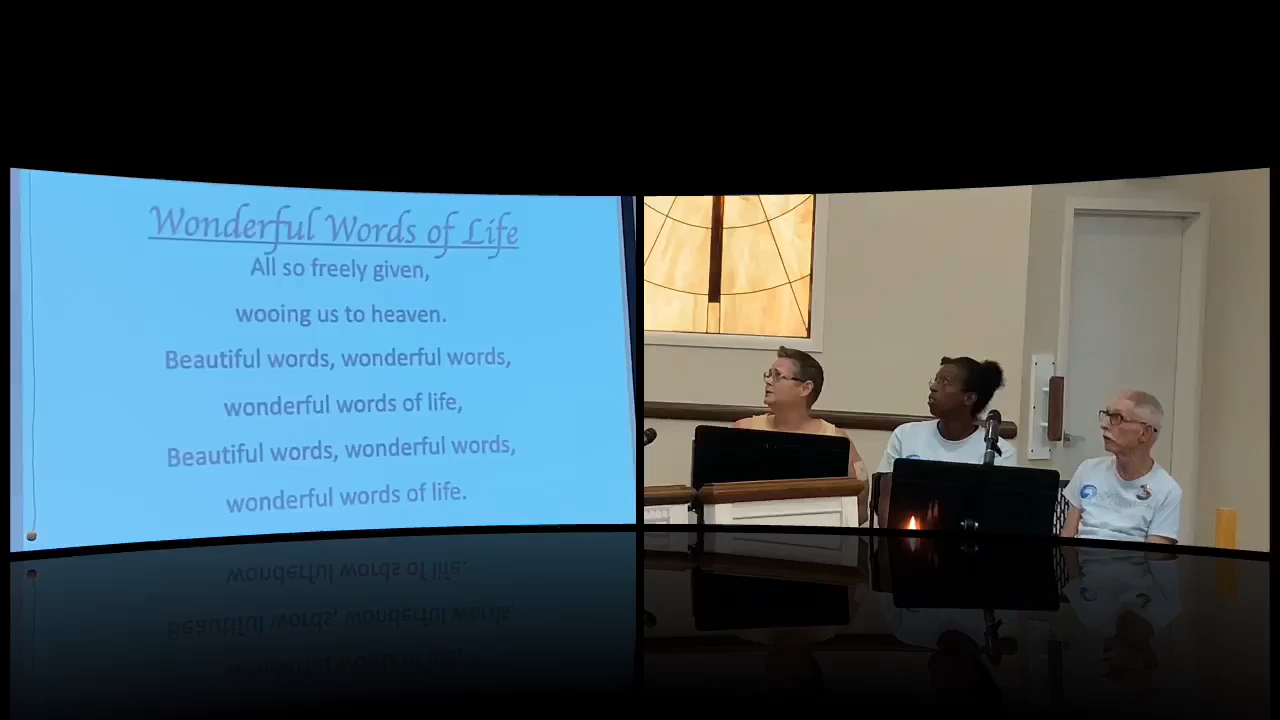 Wonderful Words of Life
All so freely given,
wooing us to heaven.
Beautiful words, wonderful words,
wonderful words of life,
Beautiful words, wonderful words,
wonderful words of life.